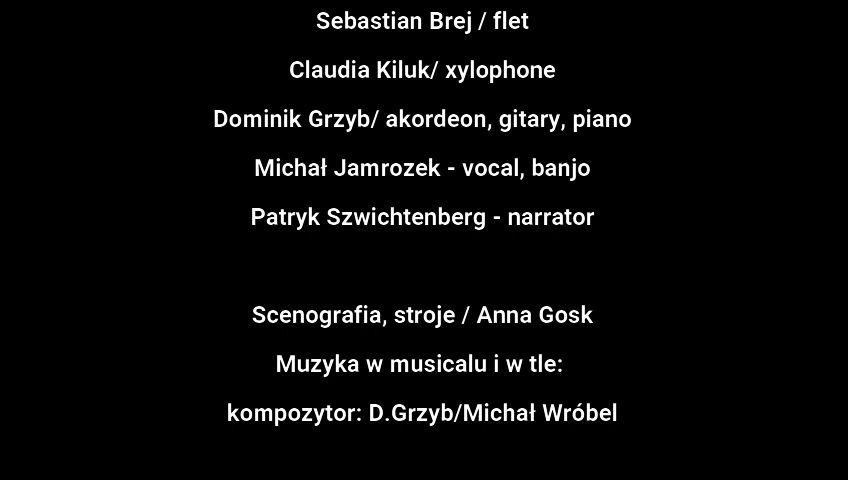 Sebastian Brej / flet
Claudia Kiluk/ xylophone
Dominik Grzyb/ akordeon, gitary, piano
Michał Jamrozek - vocal, banjo
Patryk Szwichtenberg - narrator
Scenografia, stroje / Anna Gosk
Muzyka w musicalu i w tle:
kompozytor: D.Grzyb/Michał Wróbel